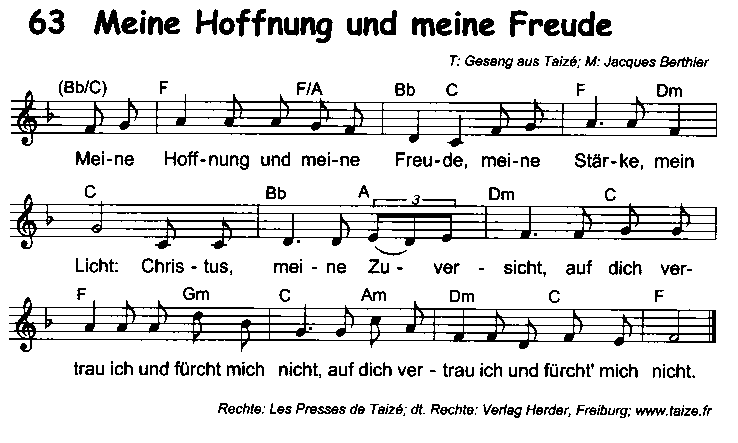 63 Meine Hoffnung und meine Freude
T: Gesang aus Taizé; M: Jacques Berthier
(Bb/C) F F/A Bb C F Dm
Mei-ne Hoff-nung und mei-ne Freu-de, mei-ne Stär-ke, mein
C Bb A 3 Dm C
Licht: Chris-tus, mei-ne Zu-ver-sicht, auf dich ver-
F Gm C Am Dm C F
trau ich und fürcht mich nicht, auf dich ver-trau ich und fürcht' mich nicht.
Rechte: Les Presses de Taizé; dt. Rechte: Verlag Herder, Freiburg; www.taize.fr